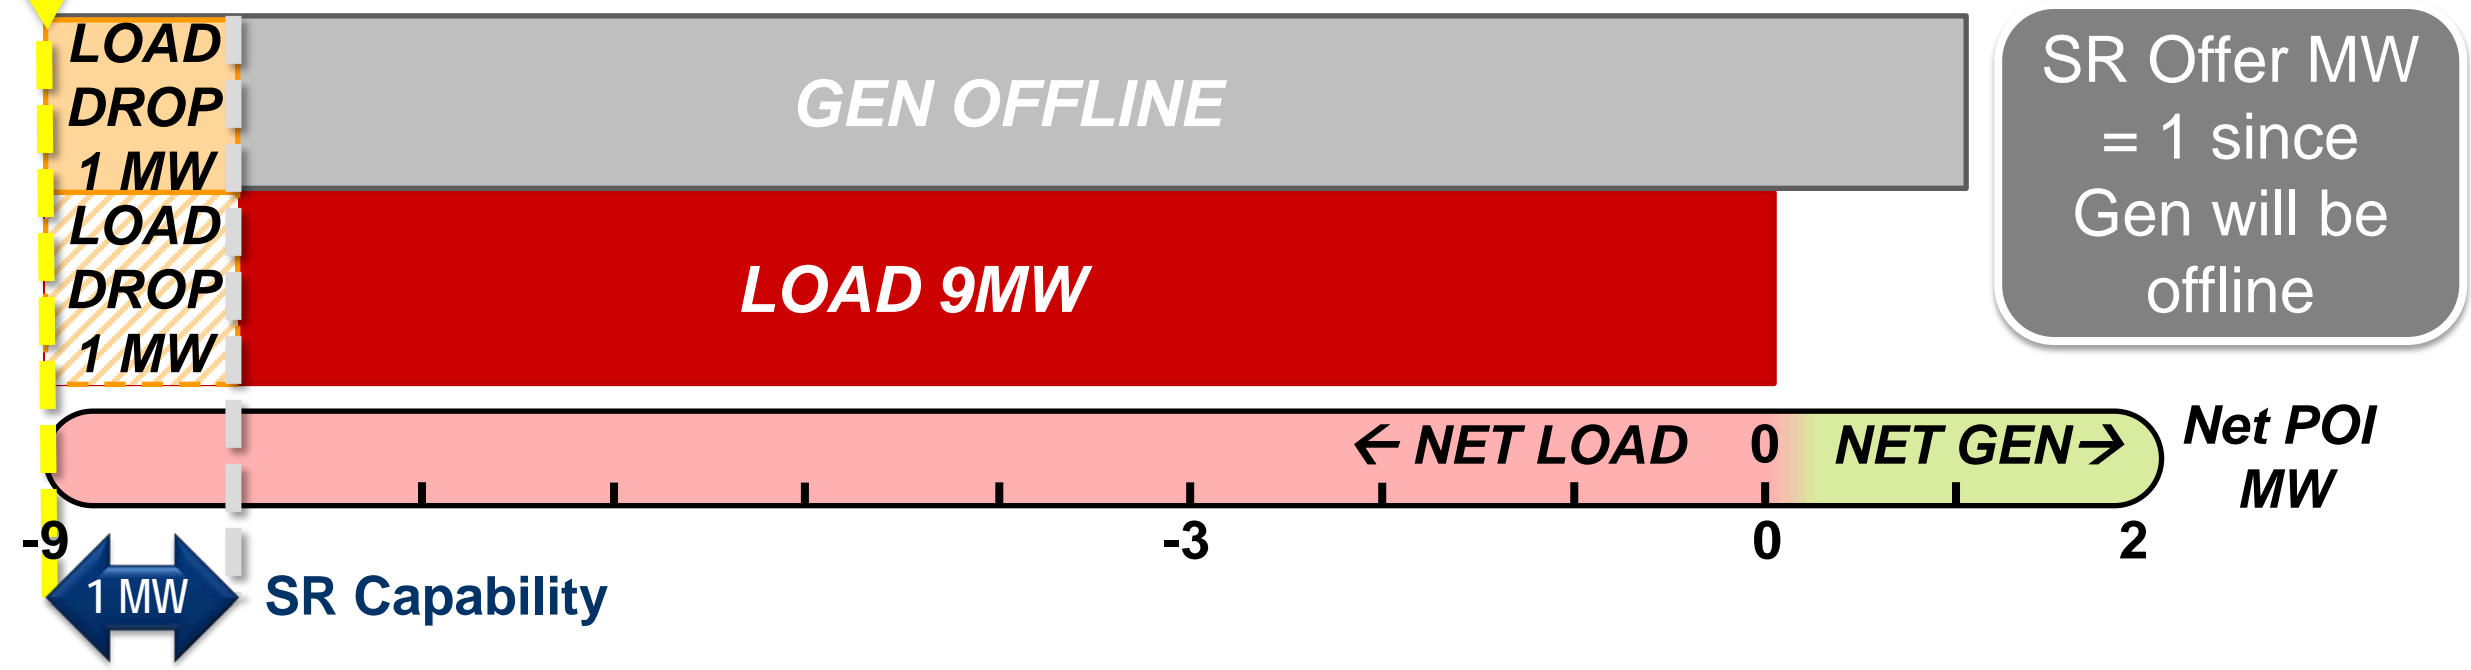 LOAD
DROP
1 MW
GEN OFFLINE
SR Offer MW
= 1 since
Gen will be
offline
LOAD
DROP
1 MW
LOAD 9MW
← NET LOAD 0 NET GEN→
Net POI
MW
-9 -3 0 2
1 MW
SR Capability